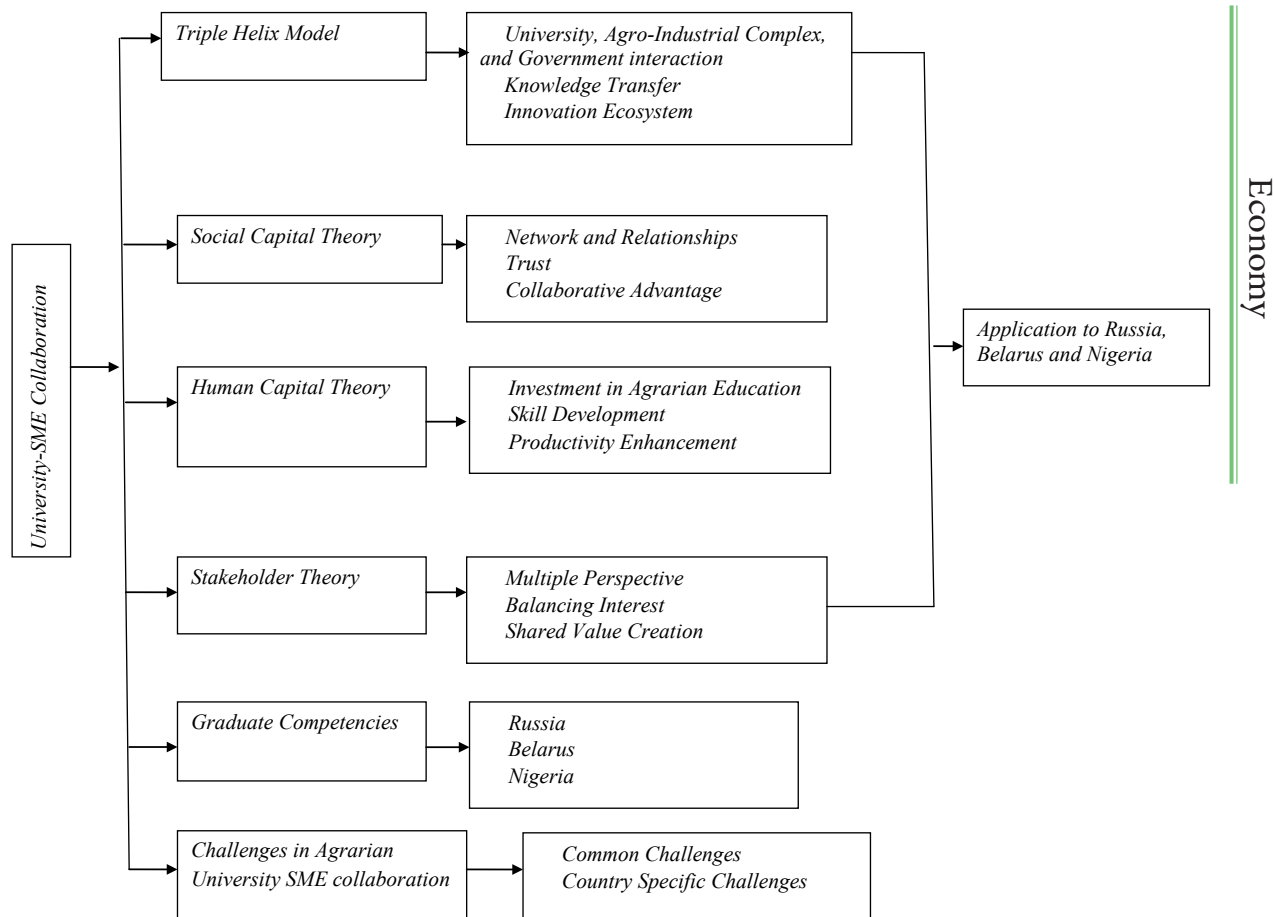 University-SME Collaboration
Triple Helix Model
University, Agro-Industrial Complex,
and Government interaction
Knowledge Transfer
Innovation Ecosystem
Social Capital Theory
Network and Relationships
Trust
Collaborative Advantage
Human Capital Theory
Investment in Agrarian Education
Skill Development
Productivity Enhancement
Stakeholder Theory
Multiple Perspective
Balancing Interest
Shared Value Creation
Graduate Competencies
Russia
Belarus
Nigeria
Challenges in Agrarian
University SME collaboration
Common Challenges
Country Specific Challenges
Application to Russia,
Belarus and Nigeria
Economy